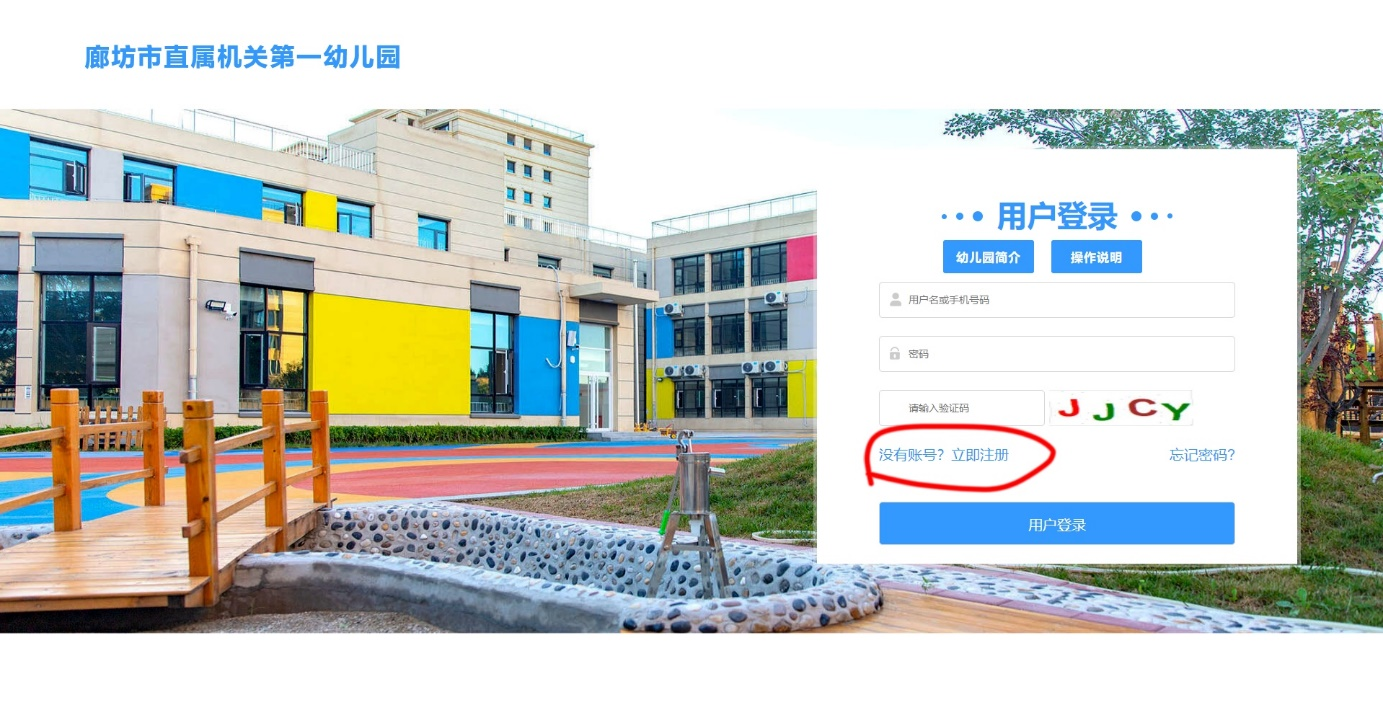 廊坊市直属机关第一幼儿园
用户登录
幼儿园简介 操作说明
用户名或手机号码
密码
请输入验证码 JJCY
没有账号？立即注册 忘记密码？
用户登录